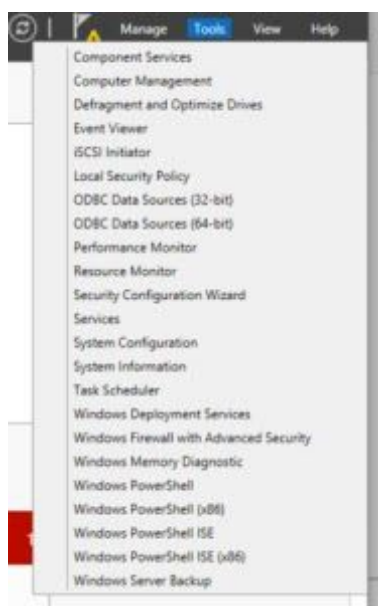 Manage Tools View Help
Component Services
Computer Management
Defragment and Optimize Drives
Event Viewer
iSCSI Initiator
Local Security Policy
ODBC Data Sources (32-bit)
ODBC Data Sources (64-bit)
Performance Monitor
Resource Monitor
Security Configuration Wizard
Services
System Configuration
System Information
Task Scheduler
Windows Deployment Services
Windows Firewall with Advanced Security
Windows Memory Diagnostic
Windows PowerShell
Windows PowerShell (x86)
Windows PowerShell ISE
Windows PowerShell ISE (x86)
Windows Server Backup